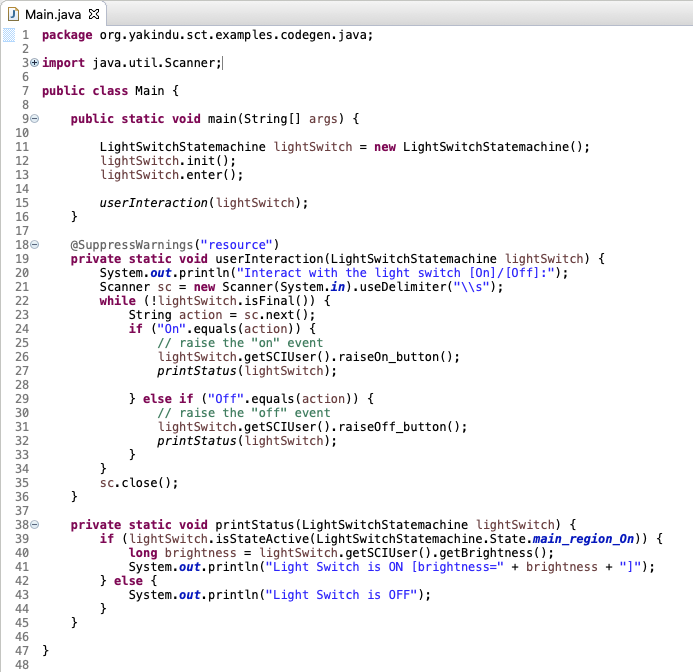 Main.java
1 package org.yakindu.sct.examples.codegen.java;
2
3 import java.util.Scanner;
6
7 public class Main {
8
9     public static void main(String[] args) {
10
11         LightSwitchStatemachine lightSwitch = new LightSwitchStatemachine();
12         lightSwitch.init();
13         lightSwitch.enter();
14
15         userInteraction(lightSwitch);
16     }
17
18     @SuppressWarnings("resource")
19     private static void userInteraction(LightSwitchStatemachine lightSwitch) {
20         System.out.println("Interact with the light switch [On]/[Off]:");
21         Scanner sc = new Scanner(System.in).useDelimiter("\\s");
22         while (!lightSwitch.isFinal()) {
23             String action = sc.next();
24             if ("On".equals(action)) {
25                 // raise the "on" event
26                 lightSwitch.getSCIUser().raiseOn_button();
27                 printStatus(lightSwitch);
28
29             } else if ("Off".equals(action)) {
30                 // raise the "off" event
31                 lightSwitch.getSCIUser().raiseOff_button();
32                 printStatus(lightSwitch);
33             }
34         }
35         sc.close();
36     }
37
38     private static void printStatus(LightSwitchStatemachine lightSwitch) {
39         if (lightSwitch.isStateActive(LightSwitchStatemachine.State.main_region_On)) {
40             long brightness = lightSwitch.getSCIUser().getBrightness();
41             System.out.println("Light Switch is ON [brightness=" + brightness + "]");
42         } else {
43             System.out.println("Light Switch is OFF");
44         }
45     }
46
47 }
48